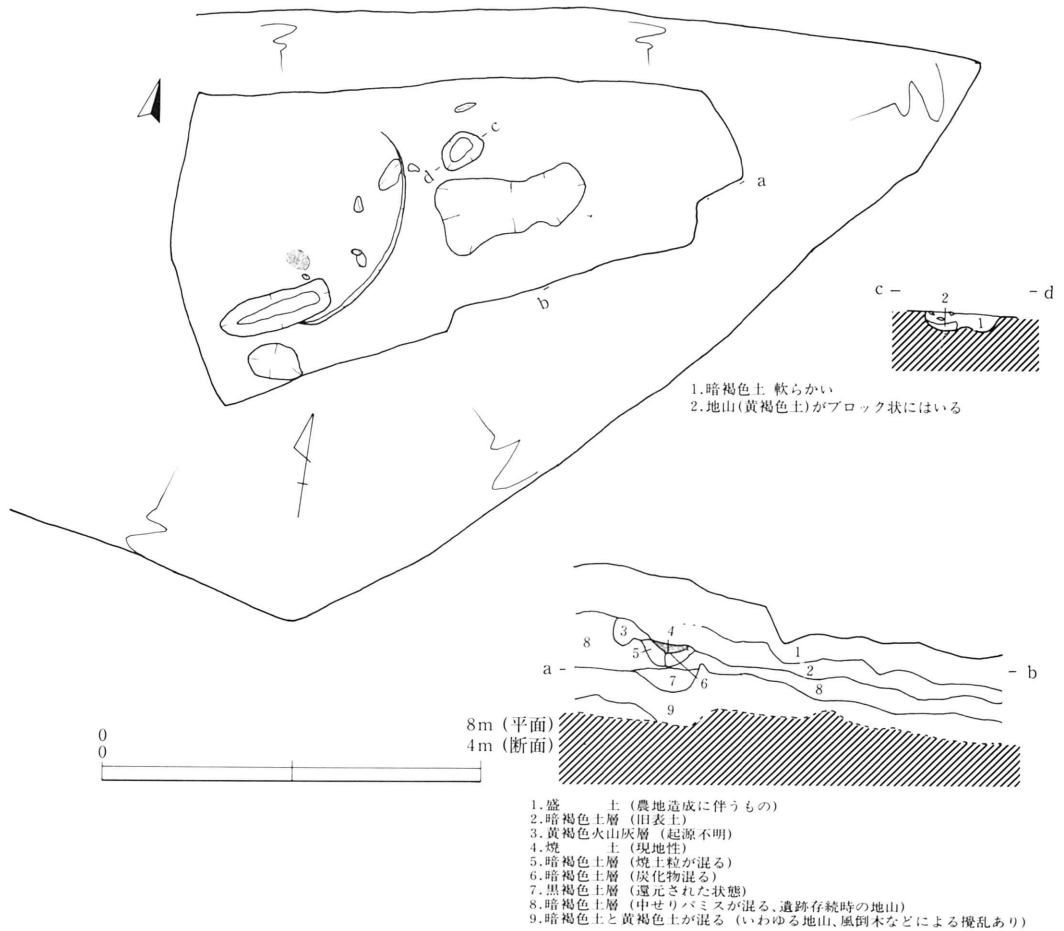 c
d
a
b
c
d
2
1
1.暗褐色土 軟らかい
2.地山(黄褐色土)がブロック状にはいる
a
b
8
3
4
5
6
7
9
1
2
8
0
0
8m (平面)
4m (断面)
1.盛 土 (農地造成に伴うもの)
2.暗褐色土層 (旧表土)
3.黄褐色火山灰層 (起源不明)
4.焼 土 (現地性)
5.暗褐色土層 (焼土粒が混る)
6.暗褐色土層 (炭化物混る)
7.黒褐色土層 (還元された状態)
8.暗褐色土層 (中せりパミスが混る、遺跡存続時の地山)
9.暗褐色土と黄褐色土が混る (いわゆる地山、風倒木などによる攪乱あり)